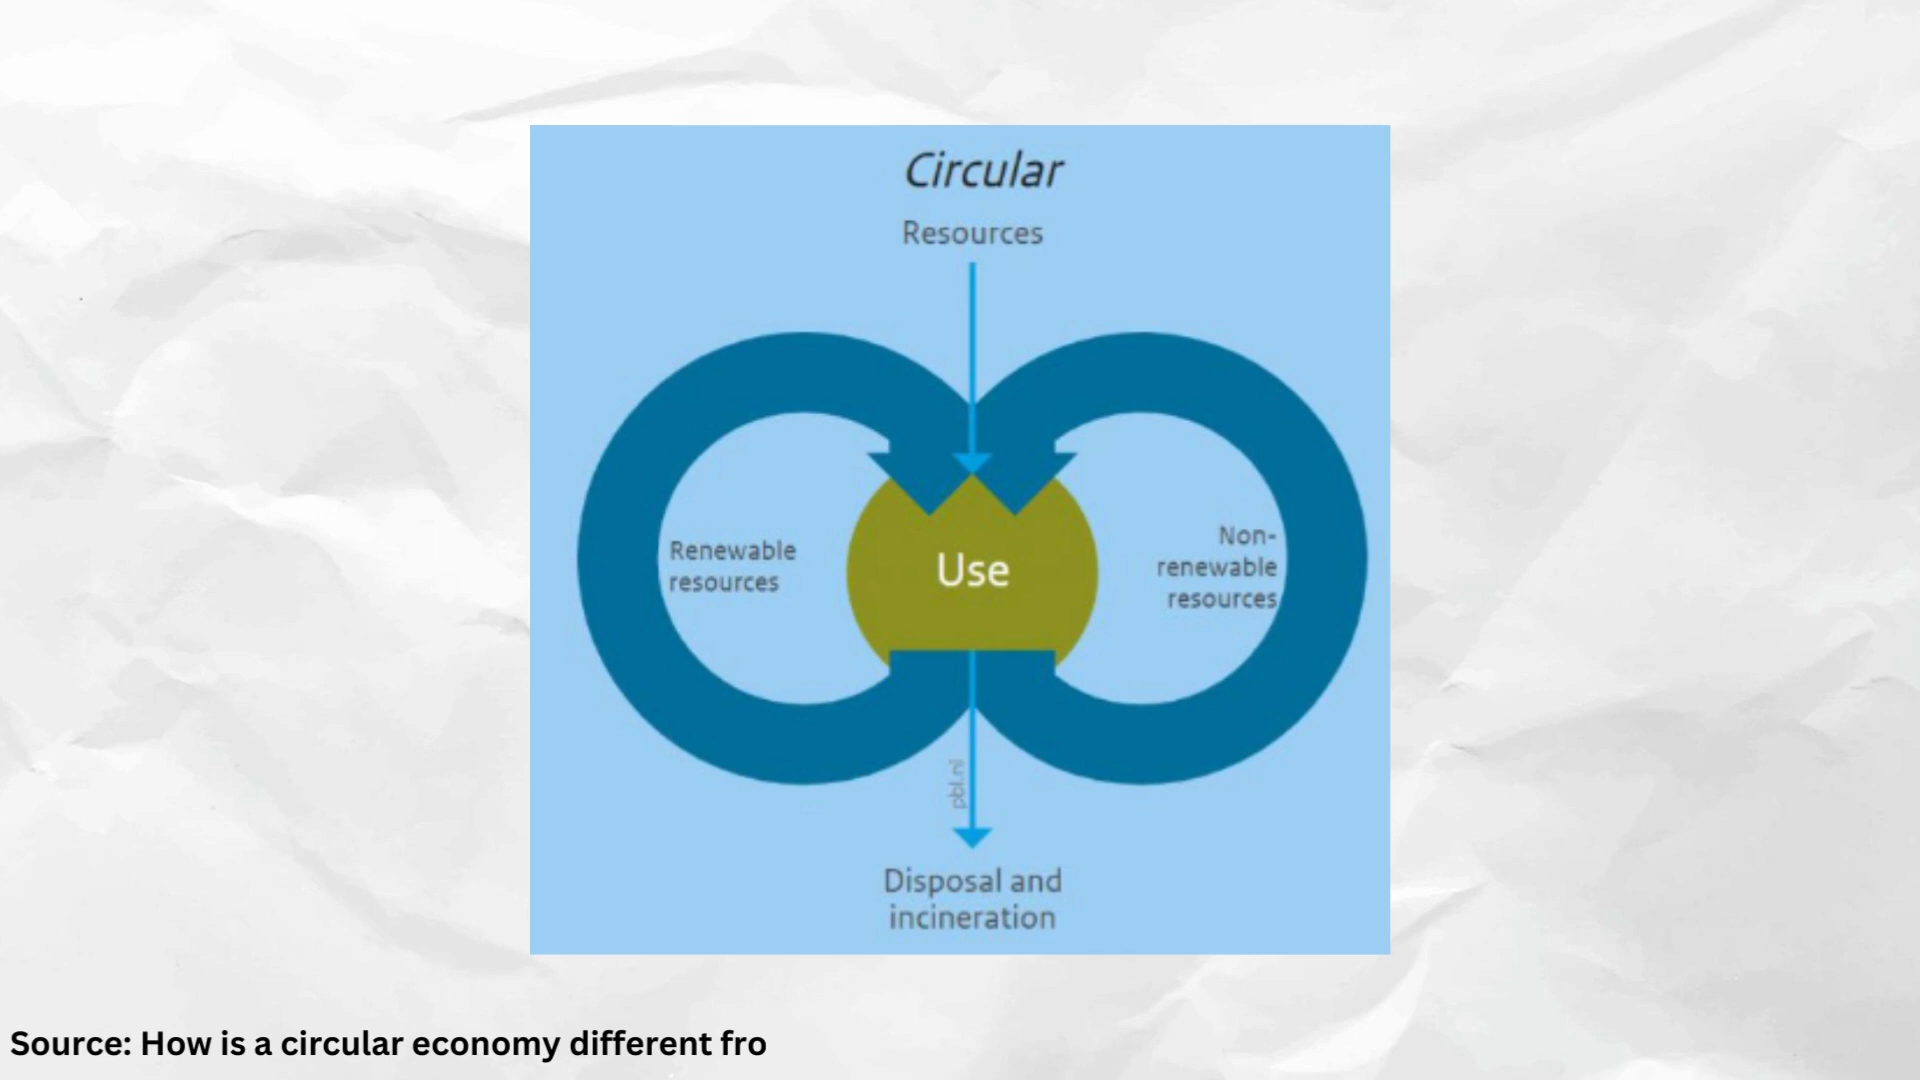 Circular
Resources
Renewable
resources
Use
Non-
renewable
resources
pbl.nl
Disposal and
incineration
Source: How is a circular economy different fro